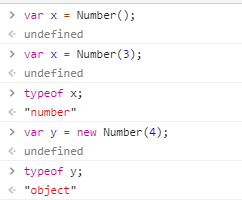 > var x = Number();
< undefined
> var x = Number(3);
< undefined
> typeof x;
< "number"
> var y = new Number(4);
< undefined
> typeof y;
< "object"